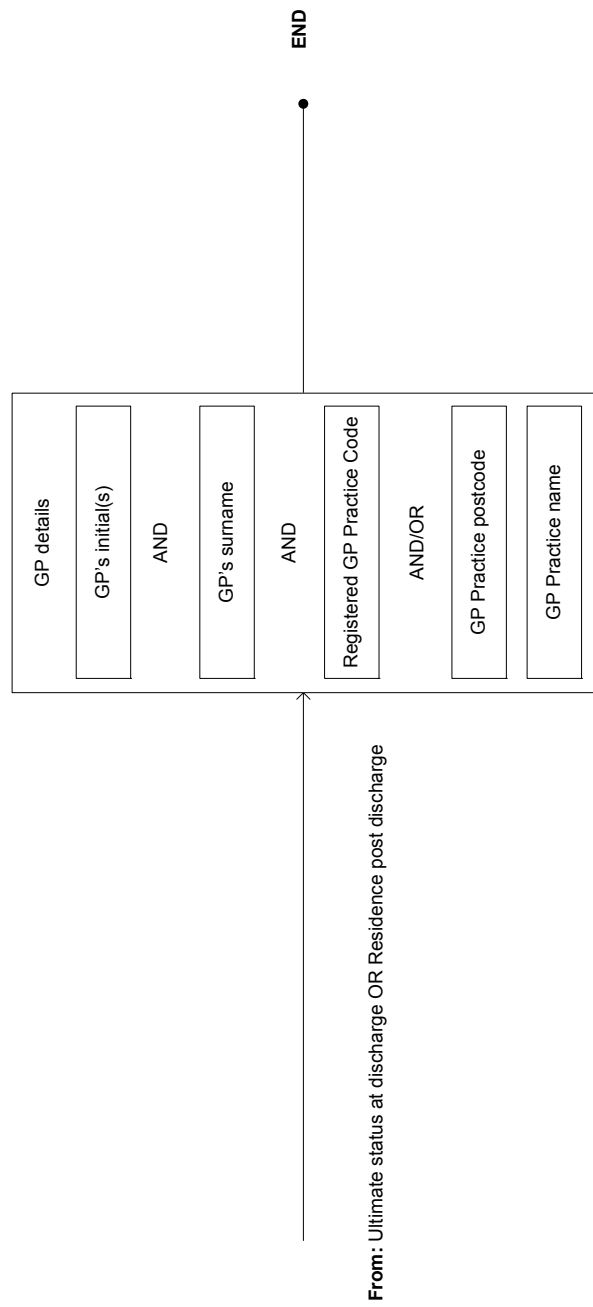 From: Ultimate status at discharge OR Residence post discharge
GP details
GP's initial(s)
AND
GP's surname
AND
Registered GP Practice Code
AND/OR
GP Practice postcode
GP Practice name
END